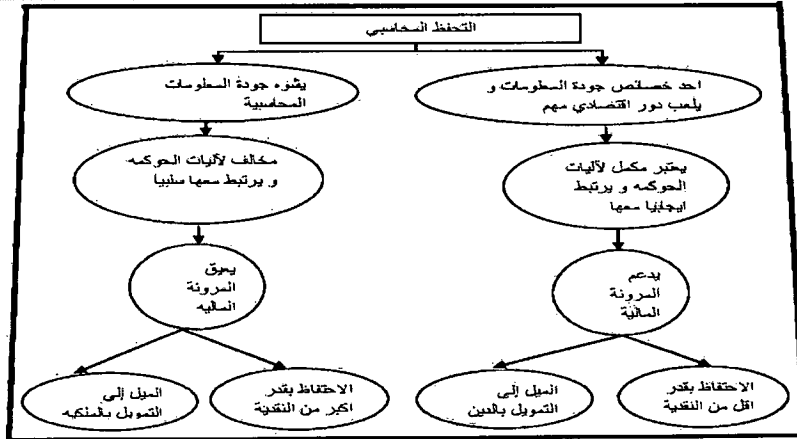 التحفظ المحاسبي
احد خصائص جودة المعلومات و
يلعب دور اقتصادي مهم
يشوه جودة المعلومات
المحاسبية
يعتبر مكمل لآليات
الحوكمه و يرتبط
ايجابيا معها
مخالف لآليات الحوكمه
و يرتبط معها سلبيا
يدعم
المرونة
المالية
يعيق
المرونة
الماليه
الاحتفاظ بقدر
اقل من النقدية
الميل إلى
التمويل بالدين
الاحتفاظ بقدر
اكبر من النقدية
الميل إلى
التمويل بالملكيه